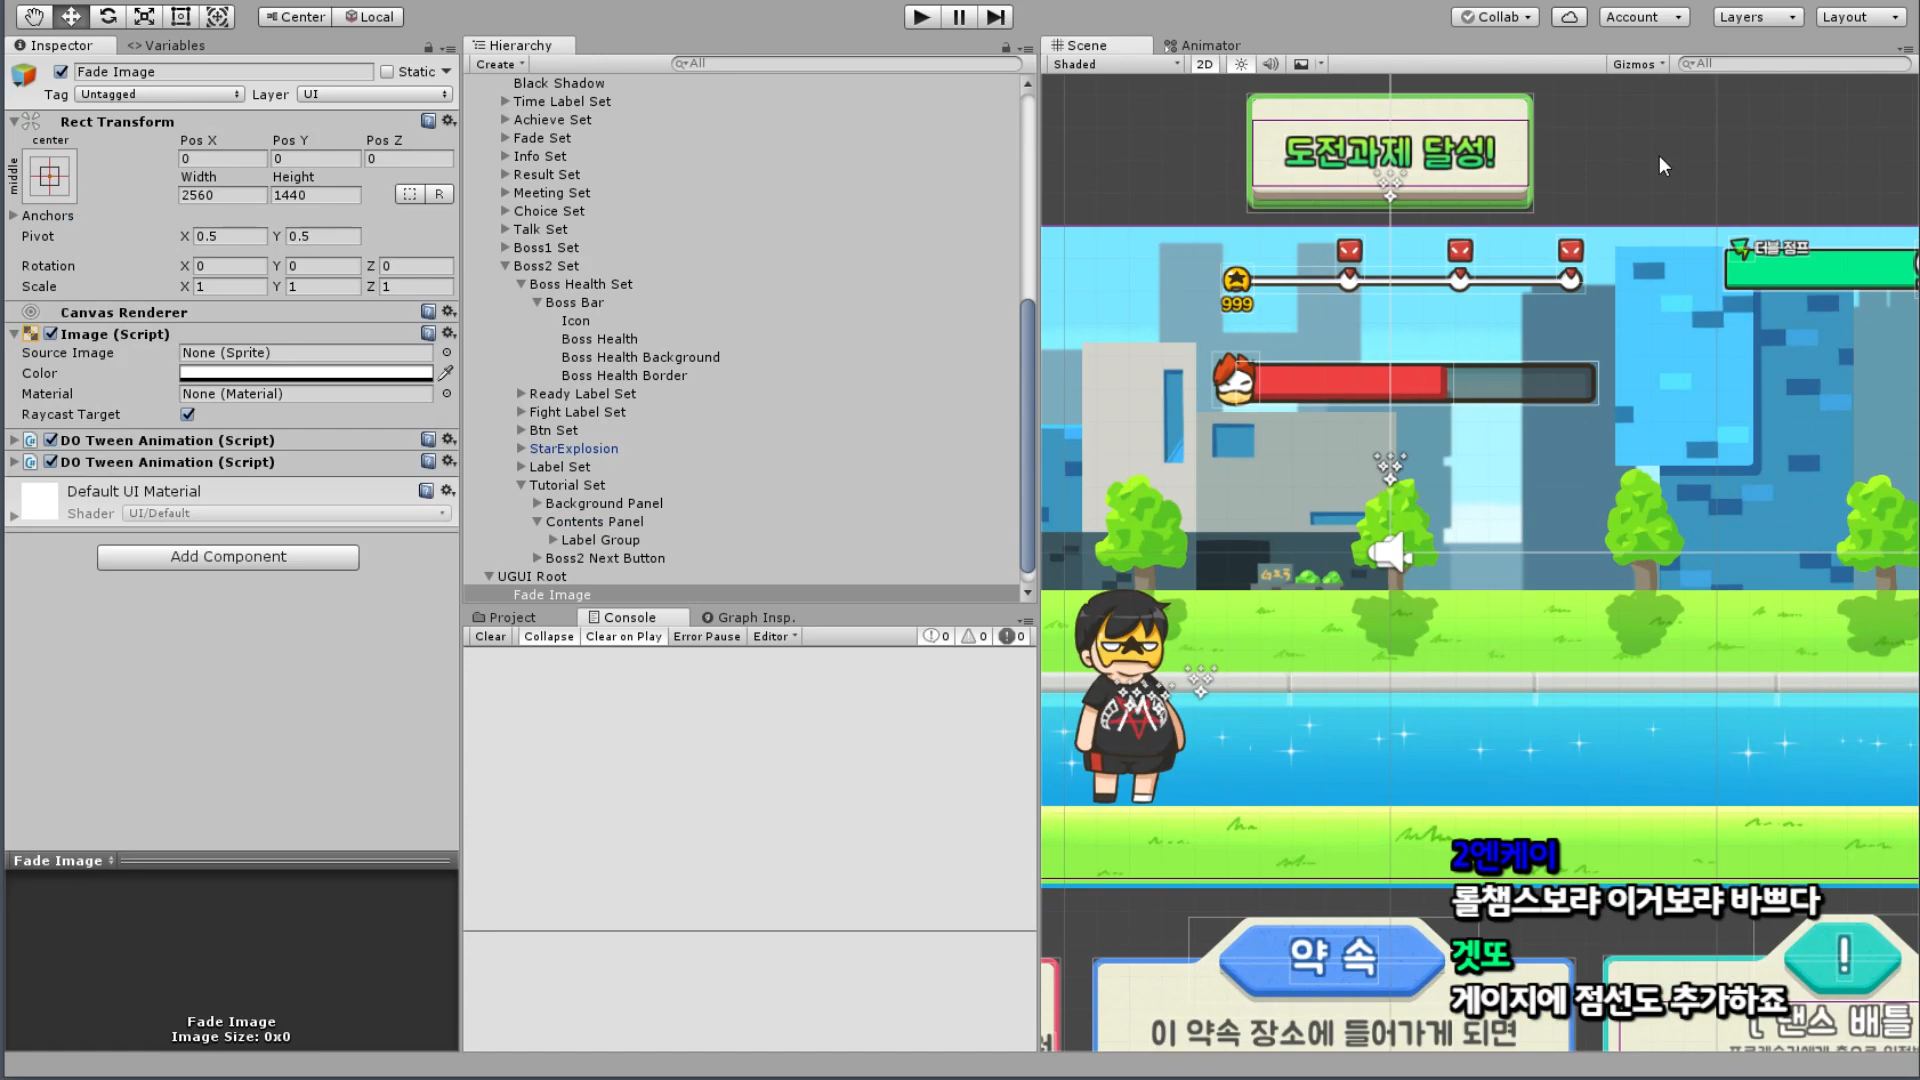 Center
Local
Collab
Account
Layers
Layout
Inspector
<> Variables
Fade Image
Static
Tag
Untagged
Layer
UI
Rect Transform
center
middle
Pos X
Pos Y
Pos Z
0
0
0
Width
Height
2560
1440
R
Anchors
Pivot
X 0.5
Y 0.5
Rotation
X 0
Y 0
Z 0
Scale
X 1
Y 1
Z 1
Canvas Renderer
Image (Script)
Source Image
None (Sprite)
Color
Material
None (Material)
Raycast Target
DO Tween Animation (Script)
DO Tween Animation (Script)
Default UI Material
Shader
UI/Default
Add Component
Fade Image
Fade Image
Image Size: 0x0
Hierarchy
Create
All
Black Shadow
Time Label Set
Achieve Set
Fade Set
Info Set
Result Set
Meeting Set
Choice Set
Talk Set
Boss1 Set
Boss2 Set
Boss Health Set
Boss Bar
Icon
Boss Health
Boss Health Background
Boss Health Border
Ready Label Set
Fight Label Set
Btn Set
StarExplosion
Label Set
Tutorial Set
Background Panel
Contents Panel
Label Group
Boss2 Next Button
UGUI Root
Fade Image
Project
Console
Graph Insp.
Clear
Collapse
Clear on Play
Error Pause
Editor
0
0
0
Scene
Animator
Shaded
2D
Gizmos
All
도전과제 달성!
999
더블 점프
2엔케이
롤챔스보랴 이거보랴 바쁘다
겟또
게이지에 점선도 추가하죠
약 속
이 약속 장소에 들어가게 되면
!
댄스 배틀